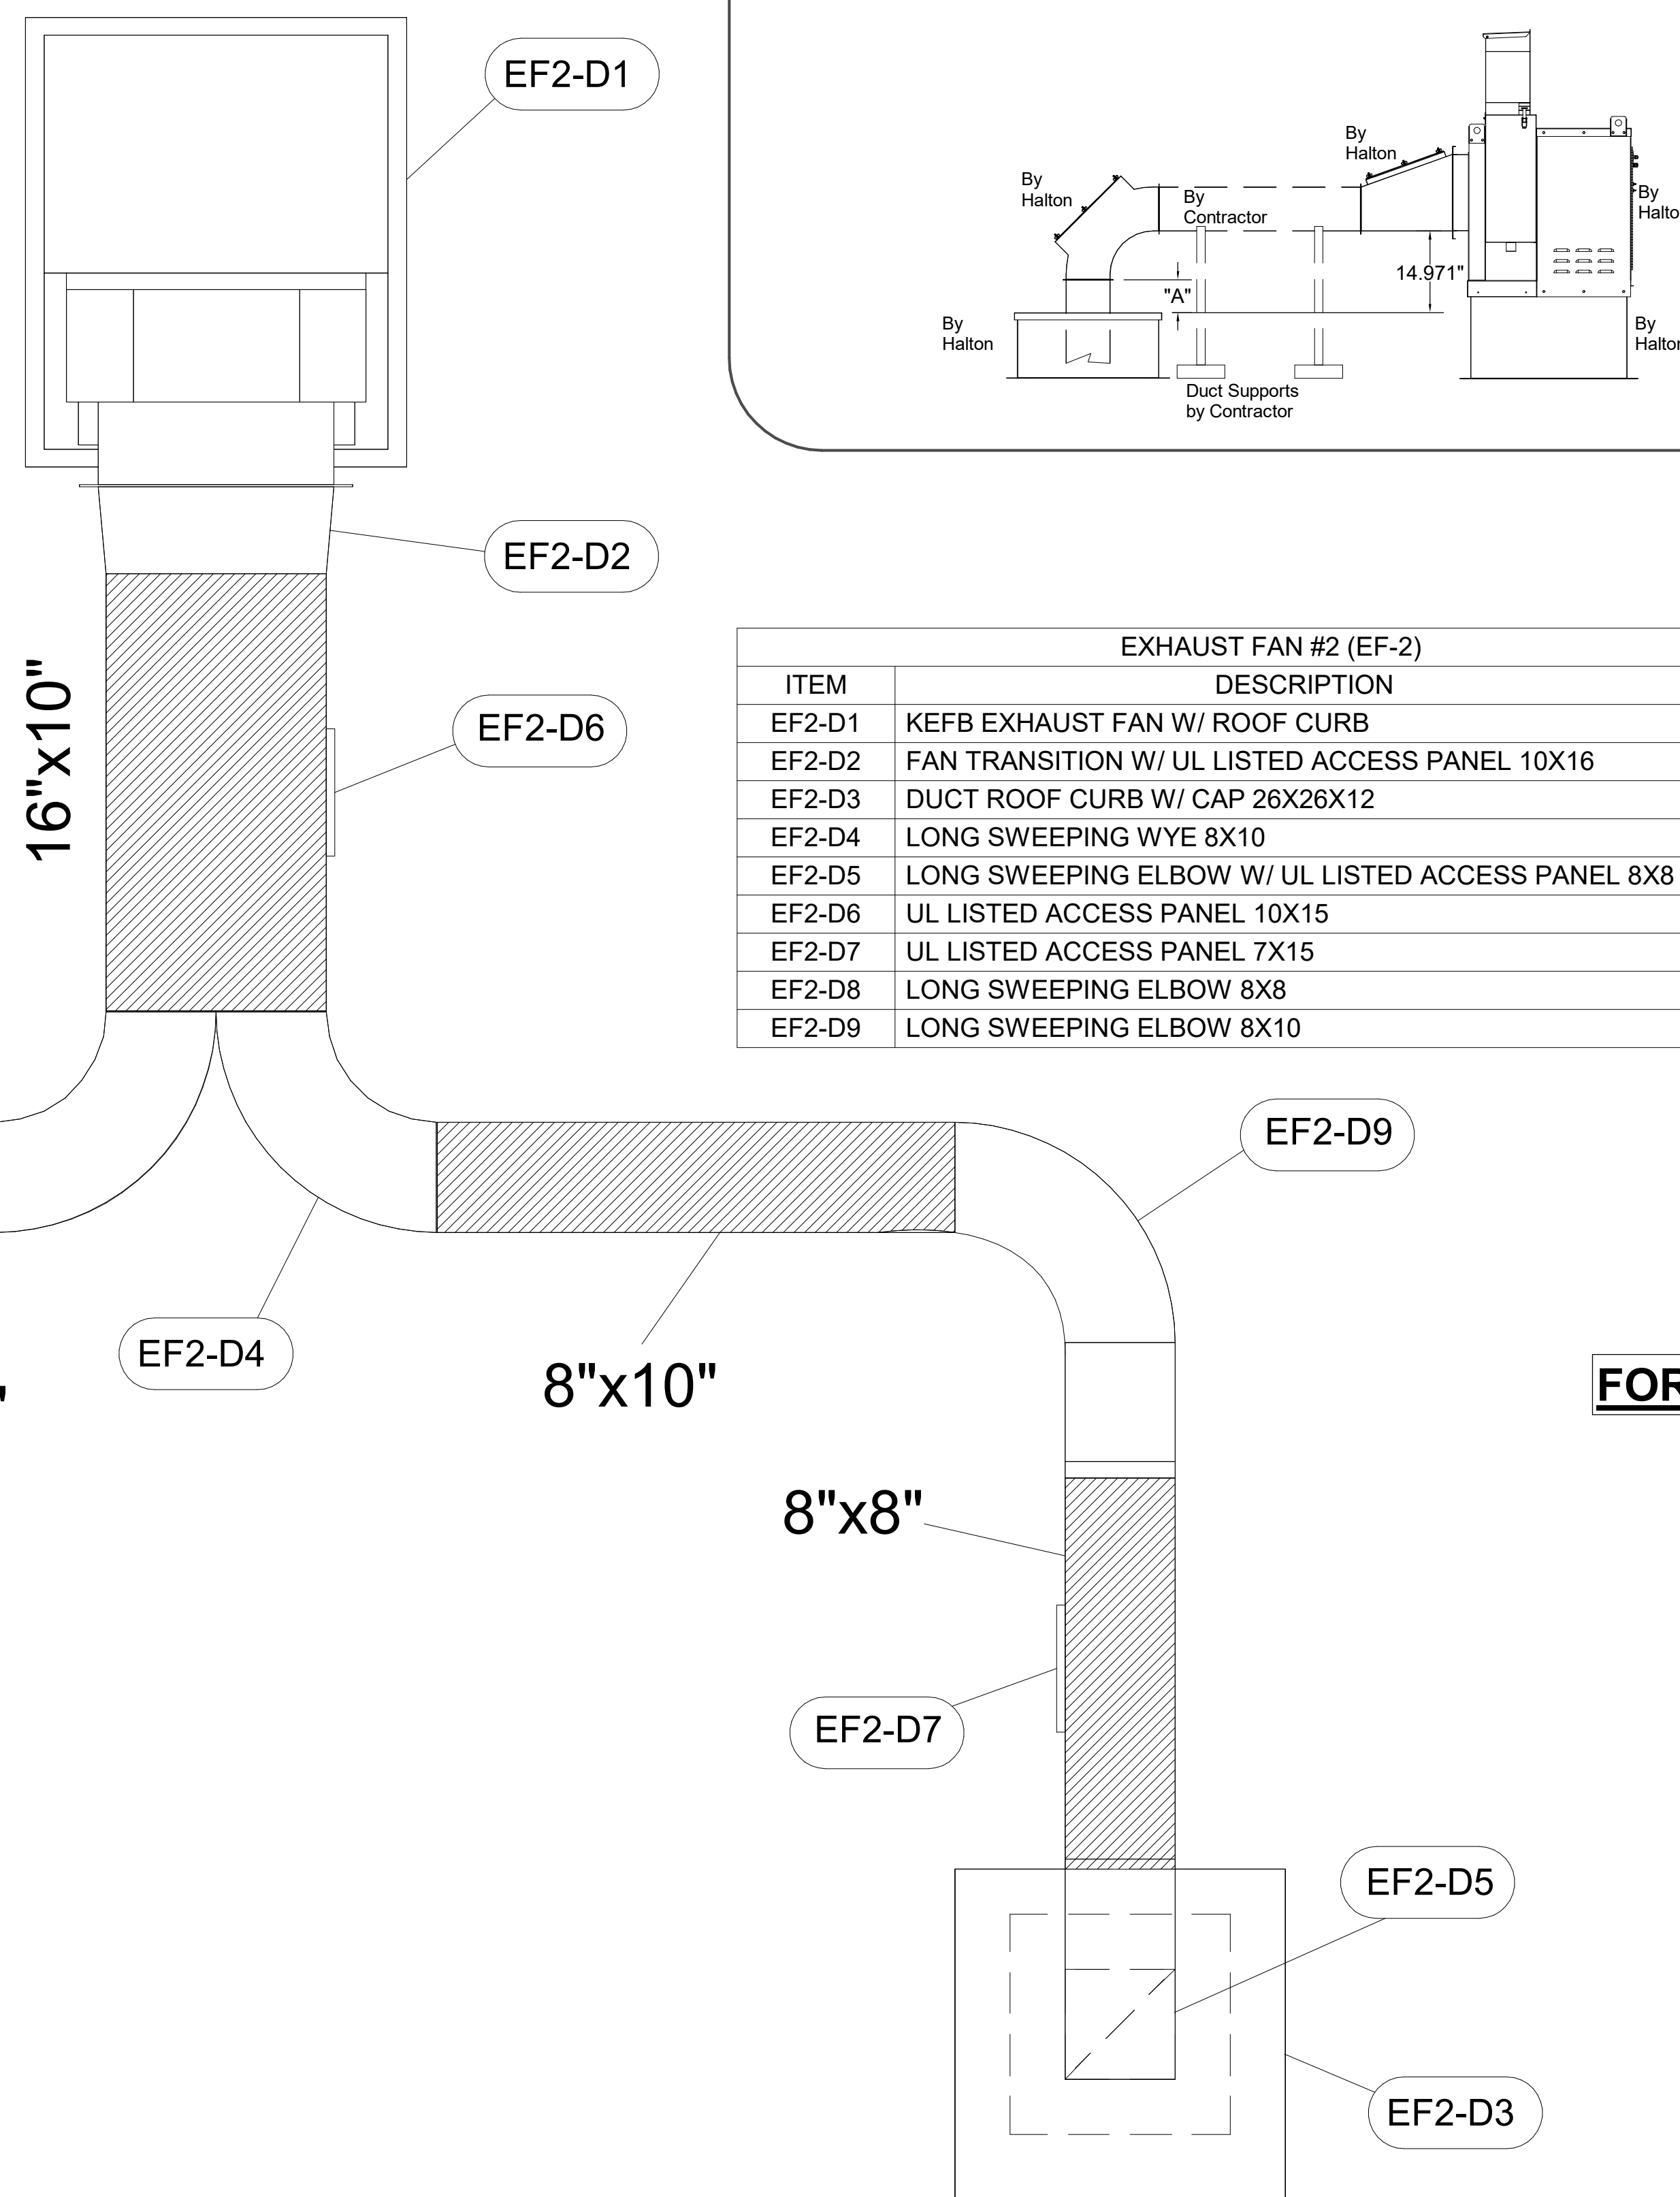 EF2-D1
By
Halton
By
Halton
By
Contractor
By
14.971"
"A"
By
Halton
By
Duct Supports
by Contractor
EF2-D2
16"x10"
EF2-D6
EXHAUST FAN #2 (EF-2)
ITEM DESCRIPTION
EF2-D1 KEFB EXHAUST FAN W/ ROOF CURB
EF2-D2 FAN TRANSITION W/ UL LISTED ACCESS PANEL 10X16
EF2-D3 DUCT ROOF CURB W/ CAP 26X26X12
EF2-D4 LONG SWEEPING WYE 8X10
EF2-D5 LONG SWEEPING ELBOW W/ UL LISTED ACCESS PANEL 8X8
EF2-D6 UL LISTED ACCESS PANEL 10X15
EF2-D7 UL LISTED ACCESS PANEL 7X15
EF2-D8 LONG SWEEPING ELBOW 8X8
EF2-D9 LONG SWEEPING ELBOW 8X10
EF2-D9
EF2-D4
8"x10"
FOR
8"x8"
EF2-D7
EF2-D5
EF2-D3